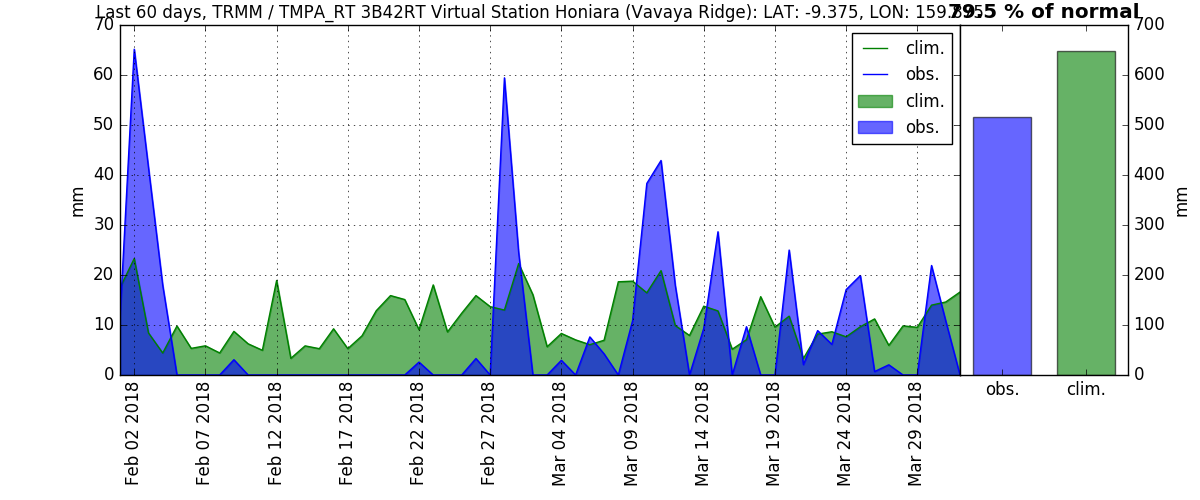 Last 60 days, TRMM / TMPA_RT 3B42RT Virtual Station Honiara (Vavaya Ridge): LAT: -9.375, LON:
79.5 % of normal
70
60
50
40
30
20
10
0
mm
clim.
obs.
clim.
obs.
Feb 02 2018
Feb 07 2018
Feb 12 2018
Feb 17 2018
Feb 22 2018
Feb 27 2018
Mar 04 2018
Mar 09 2018
Mar 14 2018
Mar 19 2018
Mar 24 2018
Mar 29 2018
700
600
500
400
300
200
100
0
mm
obs.
clim.